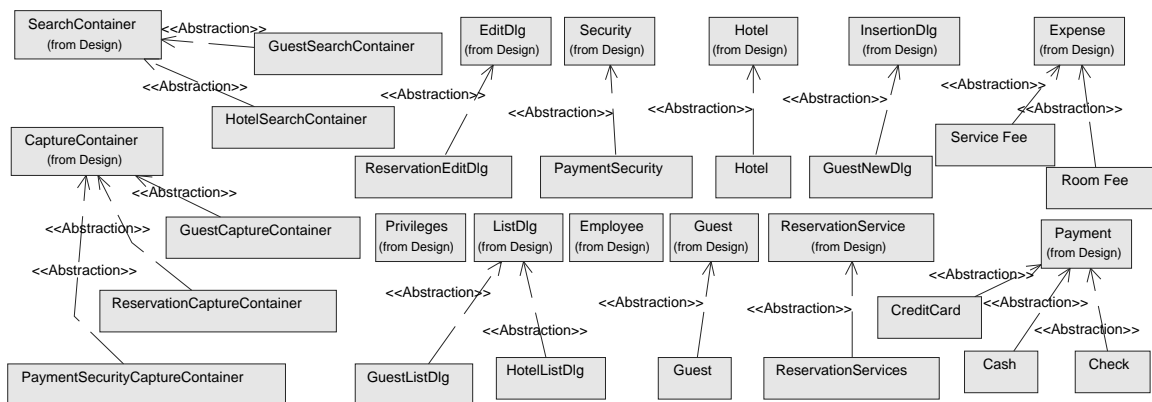 SearchContainer
(from Design)
<<Abstraction>>
GuestSearchContainer
<<Abstraction>>
HotelSearchContainer
EditDlg
(from Design)
<<Abstraction>>
ReservationEditDlg
Security
(from Design)
<<Abstraction>>
PaymentSecurity
Hotel
(from Design)
<<Abstraction>>
Hotel
InsertionDlg
(from Design)
<<Abstraction>>
GuestNewDlg
Expense
(from Design)
<<Abstraction>>
<<Abstraction>>
Service Fee
Room Fee
CaptureContainer
(from Design)
<<Abstraction>>
GuestCaptureContainer
<<Abstraction>>
<<Abstraction>>
ReservationCaptureContainer
PaymentSecurityCaptureContainer
Privileges
(from Design)
ListDlg
(from Design)
<<Abstraction>>
<<Abstraction>>
GuestListDlg
HotelListDlg
Employee
(from Design)
Guest
(from Design)
<<Abstraction>>
Guest
ReservationService
(from Design)
<<Abstraction>>
ReservationServices
Payment
(from Design)
<<Abstraction>>
CreditCard
<<Abstraction>>
<<Abstraction>>
Cash
Check